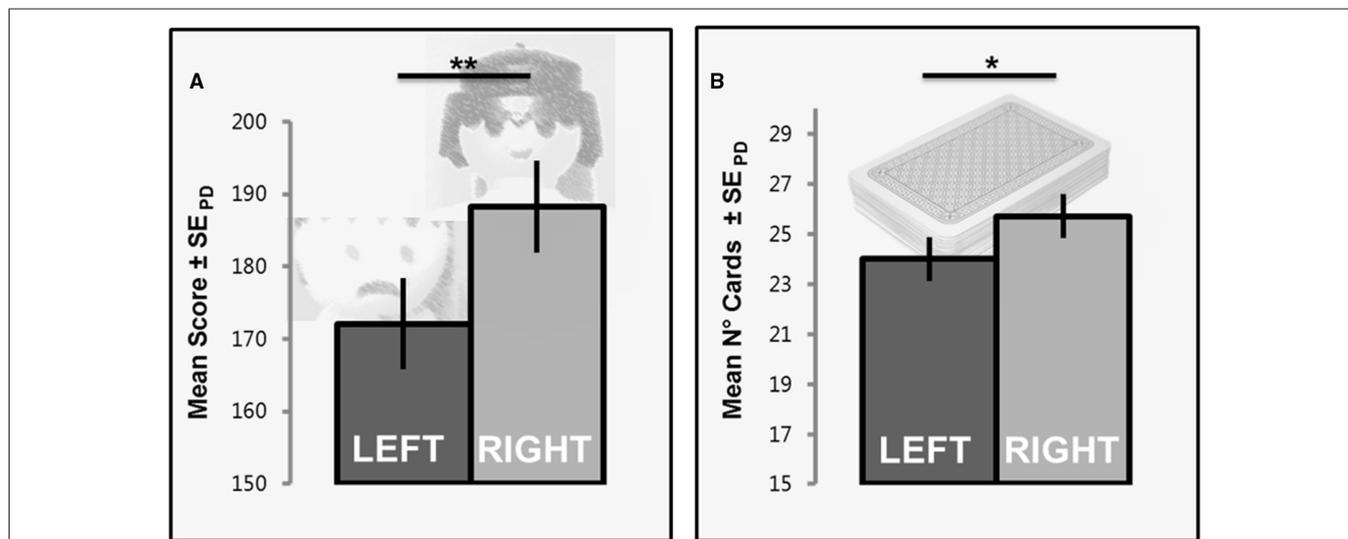 A
**
Mean Score ± SE PD
200
190
180
170
160
150
LEFT
RIGHT
B
*
Mean N° Cards ± SE PD
29
27
25
23
21
19
17
15
LEFT
RIGHT